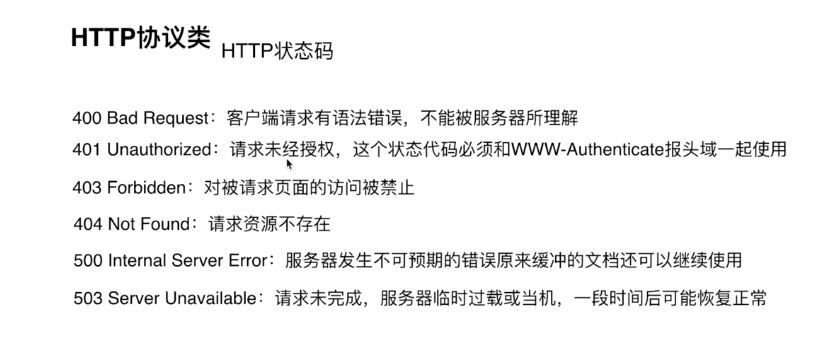 HTTP协议类
HTTP状态码
400 Bad Request：客户端请求有语法错误，不能被服务器所理解
401 Unauthorized：请求未经授权，这个状态代码必须和WWW-Authenticate报头域一起使用
403 Forbidden：对被请求页面的访问被禁止
404 Not Found：请求资源不存在
500 Internal Server Error：服务器发生不可预期的错误原来缓冲的文档还可以继续使用
503 Server Unavailable：请求未完成，服务器临时过载或当机，一段时间后可能恢复正常